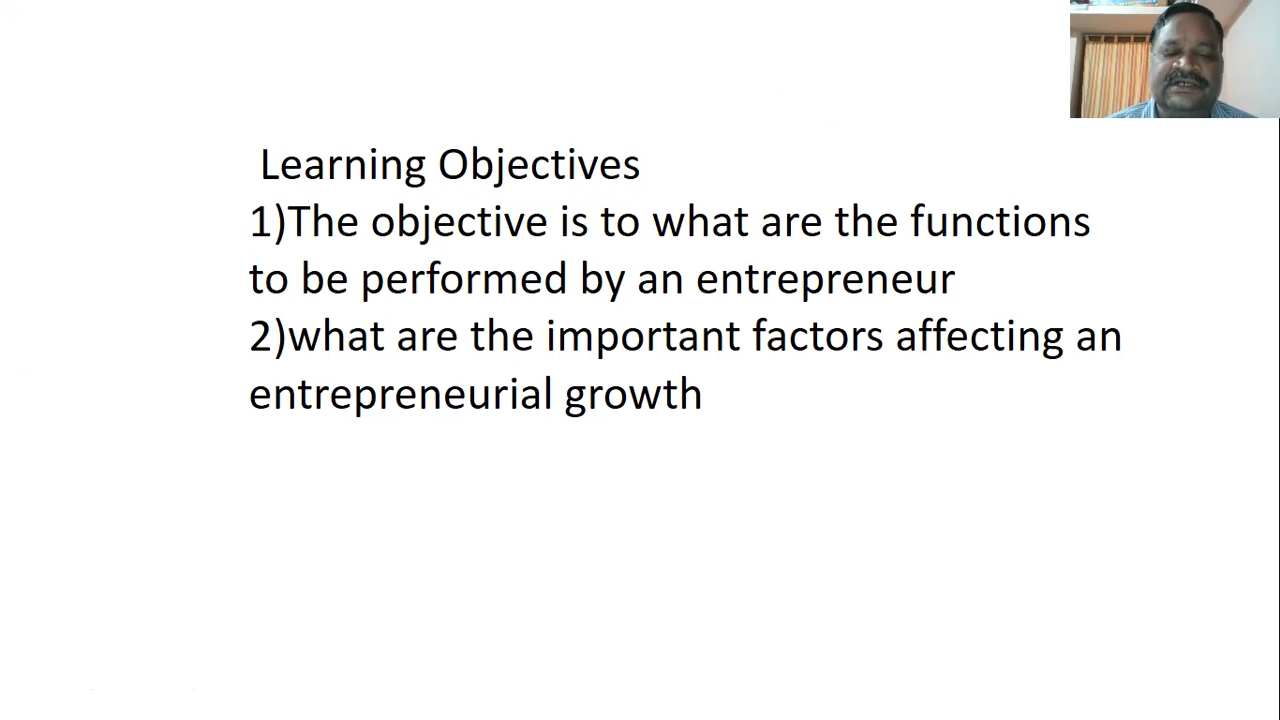 Learning Objectives
1)The objective is to what are the functions
to be performed by an entrepreneur
2)what are the important factors affecting an
entrepreneurial growth